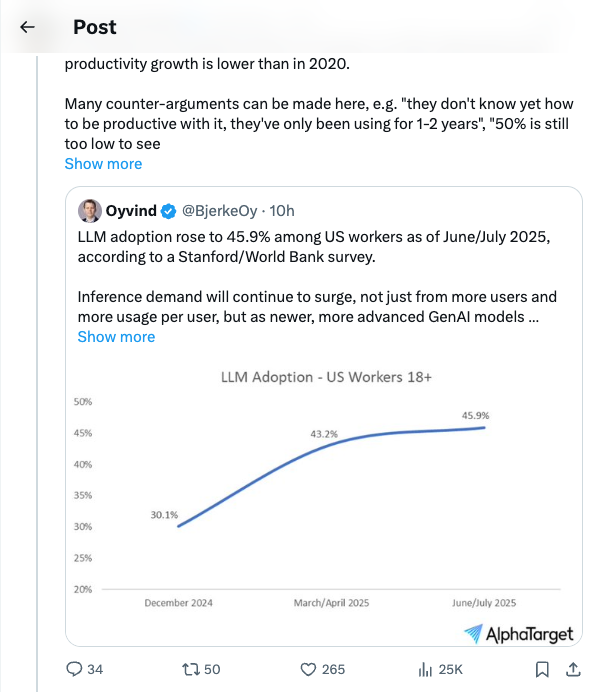 Post
productivity growth is lower than in 2020.
Many counter-arguments can be made here, e.g. "they don't know yet how
to be productive with it, they've only been using for 1-2 years", "50% is still
too low to see
Show more
Oyvind @BjerkeOy · 10h
LLM adoption rose to 45.9% among US workers as of June/July 2025,
according to a Stanford/World Bank survey.
Inference demand will continue to surge, not just from more users and
more usage per user, but as newer, more advanced GenAI models ...
Show more
LLM Adoption - US Workers 18+
50%
45%
40%
35%
30%
25%
20%
30.1%
43.2%
45.9%
December 2024
March/April 2025
June/July 2025
AlphaTarget
34
50
265
25K